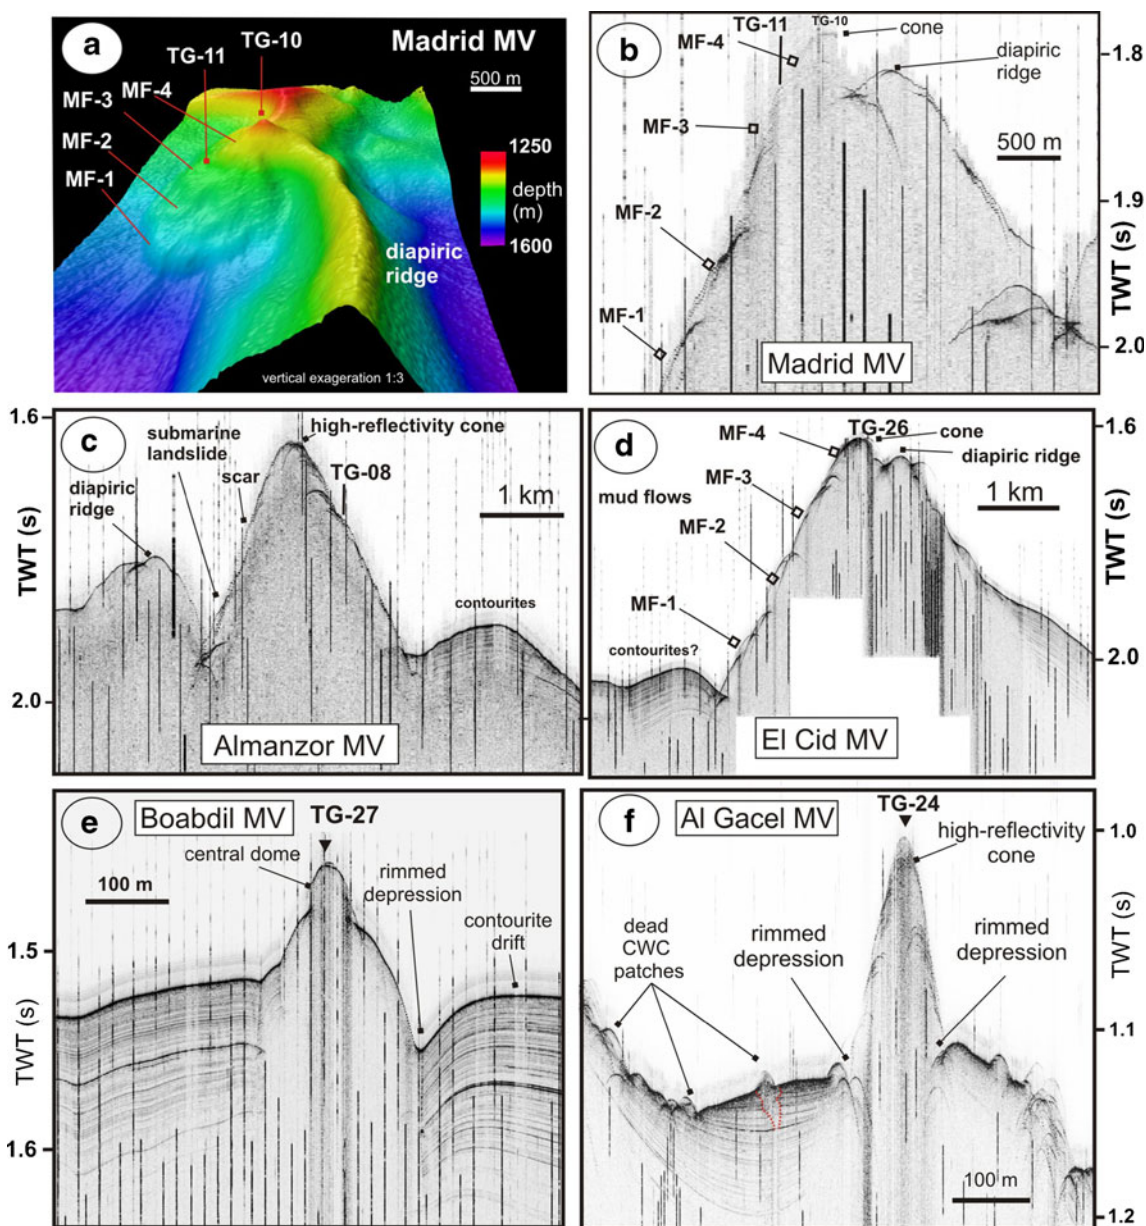 a
TG-11
TG-10
Madrid MV
500 m
MF-3
MF-4
MF-2
MF-1
1250
depth
(m)
1600
diapiric
ridge
vertical exageration 1:3
b
TG-11
TG-10
cone
MF-4
diapiric
ridge
1.8
MF-3
500 m
MF-2
1.9
TWT (s)
MF-1
2.0
Madrid MV
1.6
c
submarine
landslide
high-reflectivity cone
scar
TG-08
diapiric
ridge
1 km
TWT (s)
contourites
2.0
Almanzor MV
d
MF-4
TG-26
cone
1.6
diapiric ridge
MF-3
mud flows
1 km
MF-2
TWT (s)
MF-1
contourites?
2.0
El Cid MV
e
Boabdil MV
TG-27
central dome
rimmed
depression
100 m
contourite
drift
1.5
TWT (s)
1.6
f
Al Gacel MV
TG-24
1.0
high-reflectivity
cone
dead
CWC
patches
rimmed
depression
rimmed
depression
TWT (s)
1.1
100 m
1.2